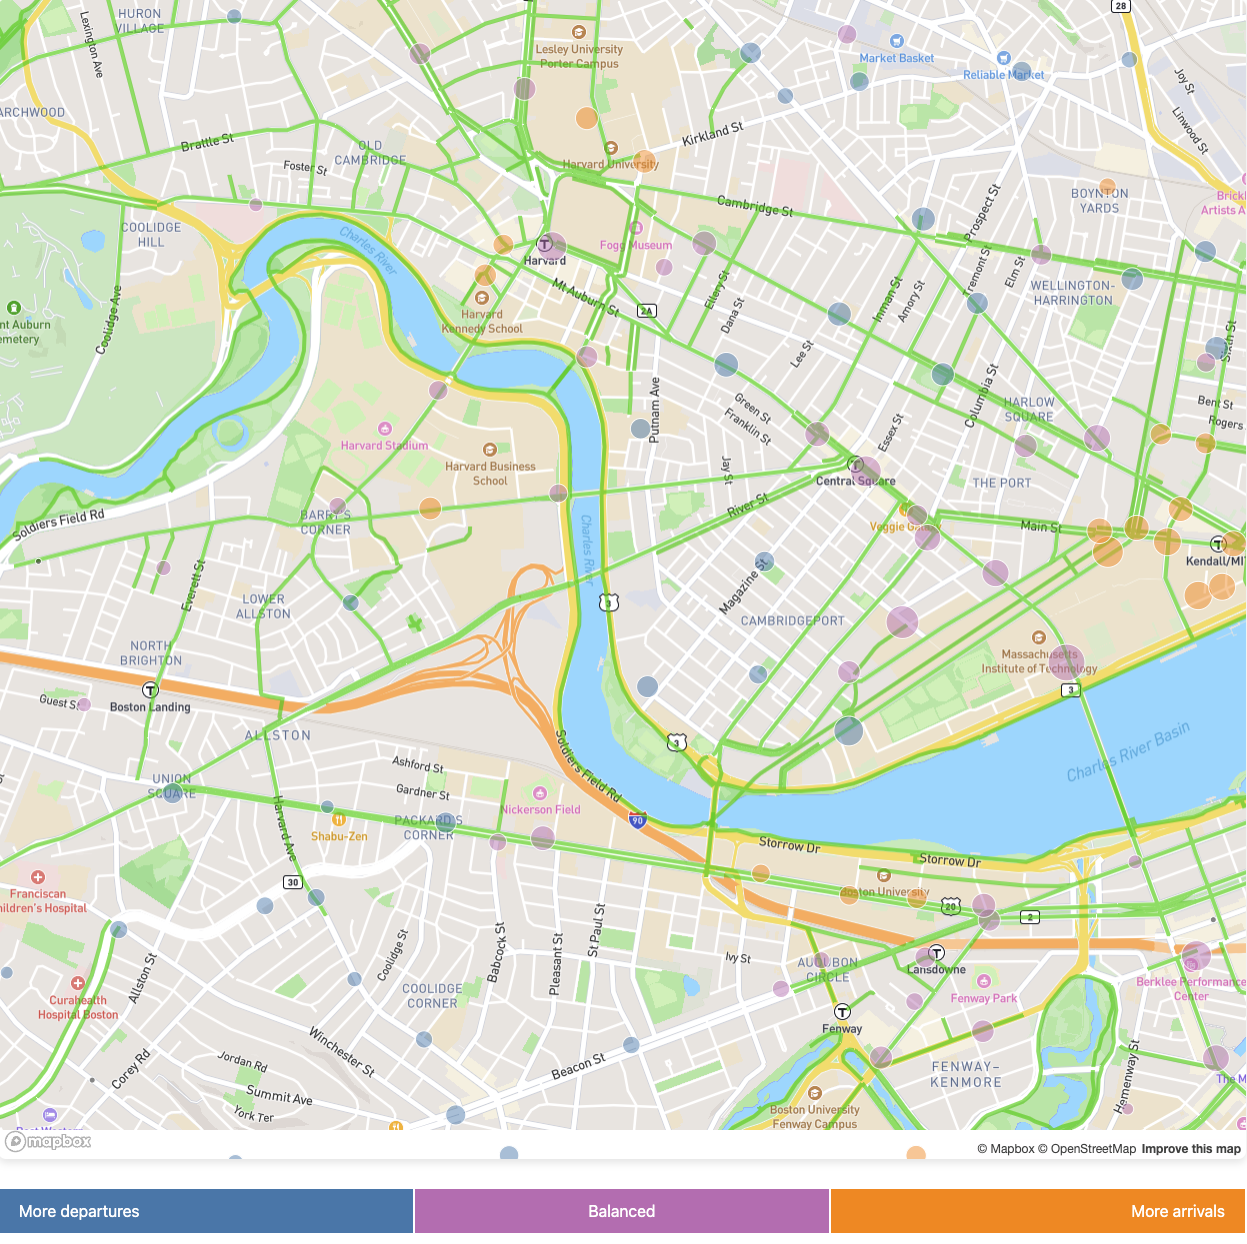 HURON
VILLAGE
Lexington Ave
28
Lesley University
Porter Campus
Market Basket
Reliable Market
Joy St
Linwood St
ARCHWOOD
Brattle St
OLD
CAMBRIDGE
Foster St
Kirkland St
Harvard University
BOYNTON
YARDS
Brick
Artists A
Cambridge St
Prospect St
COOLIDGE
HILL
Charles River
T
Harvard
Fogg Museum
Tremont St
Elm St
WELLINGTON-
HARRINGTON
Coolidge Ave
nt Auburn
emetery
Harvard
Kennedy School
Mt Auburn St
2A
Ellery St
Dana St
Inman St
Amory St
Lee St
Sixth St
Putnam Ave
Green St
Franklin St
Essex St
Columbia St
HARLOW
SQUARE
Bent St
Rogers
Harvard Stadium
Harvard Business
School
Jay St
T
Central Square
THE PORT
River St
Soldiers Field Rd
BARRY'S
CORNER
Charles River
Main St
T
Kendall/MI
Everett St
LOWER
ALLSTON
3
Magazine St
CAMBRIDGEPORT
NORTH
BRIGHTON
T
Boston Landing
Guest St
Massachusetts
Institute of Technology
3
ALLSTON
Soldiers Field Rd
3
Charles River Basin
Ashford St
Gardner St
UNION
SQUARE
Harvard Ave
Shabu-Zen
PACKARD'S
CORNER
Nickerson Field
90
Storrow Dr
Storrow Dr
30
Franciscan
hildren's Hospital
Boston University
20
2
Allston St
Coolidge St
Babcock St
Pleasant St
St Paul St
Ivy St
AUDUBON
CIRCLE
T
Lansdowne
Curahealth
Hospital Boston
COOLIDGE
CORNER
Fenway Park
Berklee Performance
Center
T
Fenway
Corey Rd
Jordan Rd
Winchester St
Summit Ave
York Ter
Beacon St
FENWAY–
KENMORE
Hemenway St
The M
Boston University
Fenway Campus
mapbox
© Mapbox © OpenStreetMap Improve this map
More departures
Balanced
More arrivals